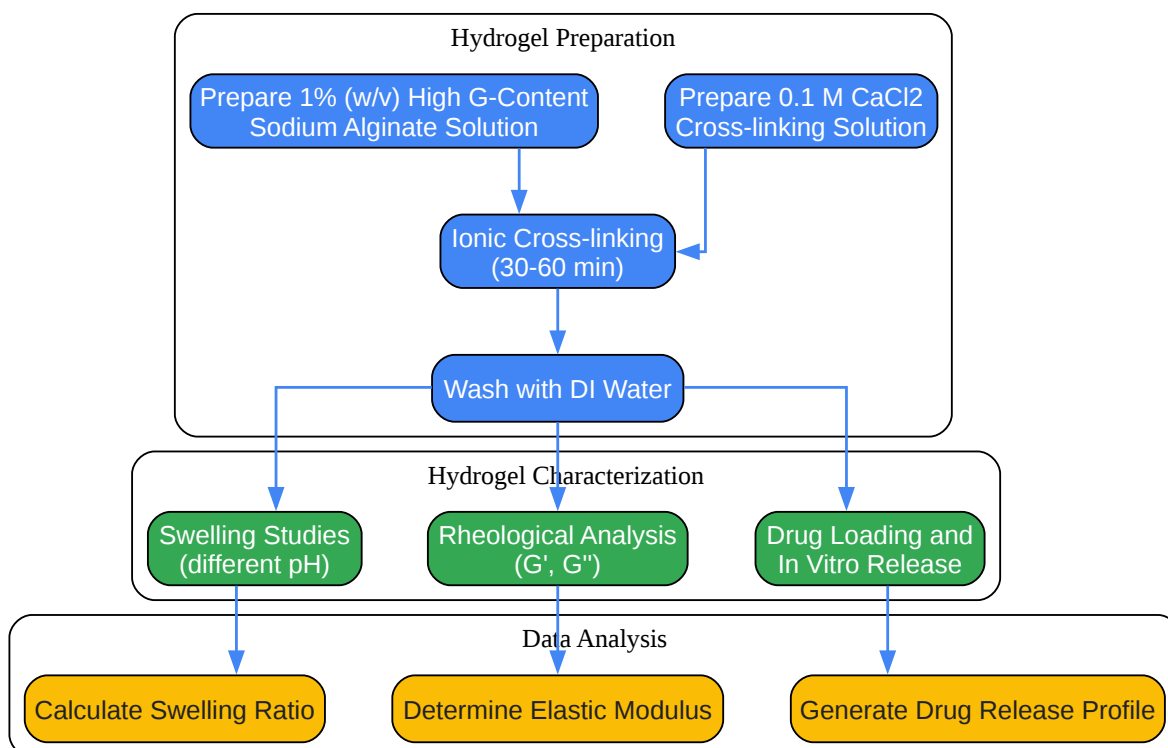 Hydrogel Preparation
Prepare 1% (w/v) High G-Content
Sodium Alginate Solution
Prepare 0.1 M CaCl2
Cross-linking Solution
Ionic Cross-linking
(30-60 min)
Wash with DI Water
Hydrogel Characterization
Swelling Studies
(different pH)
Rheological Analysis
(G', G'')
Drug Loading and
In Vitro Release
Data Analysis
Calculate Swelling Ratio
Determine Elastic Modulus
Generate Drug Release Profile